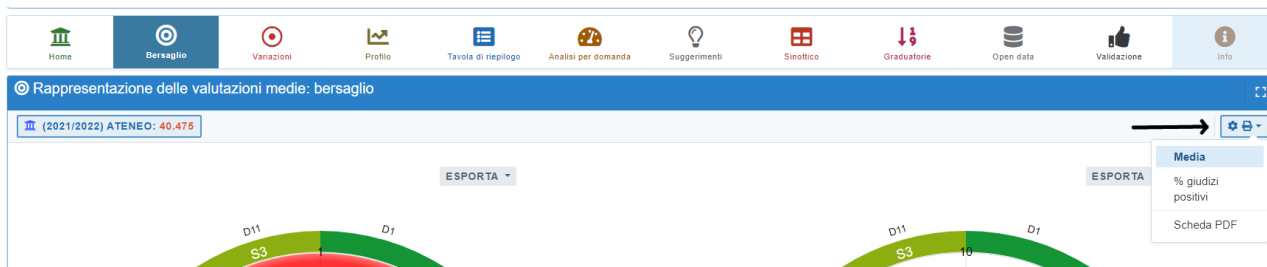 Home
Bersaglio
Variazioni
Profilo
Tavola di riepilogo
Analisi per domanda
Suggerimenti
Sinottico
Graduatorie
Open data
Validazione
Info
Rappresentazione delle valutazioni medie: bersaglio
(2021/2022) ATENEO: 40.475
Media
% giudizi
positivi
Scheda PDF
ESPORTA
ESPORTA
D11
D1
S3
1
D11
D1
S3
10